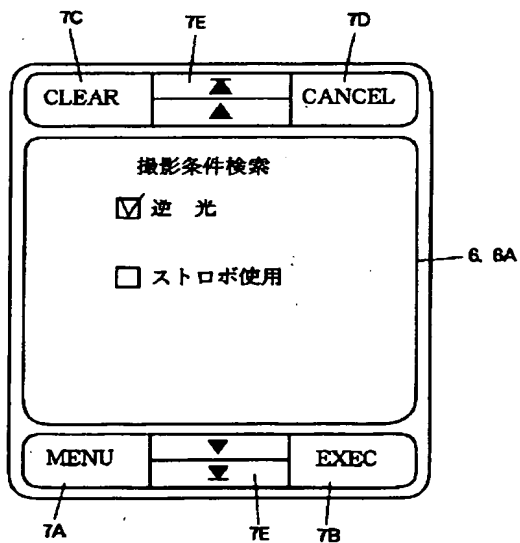 7C 7E 7D
CLEAR CANCEL
撮影条件検索
逆 光
ストロボ使用
6, 6A
MENU EXEC
7A 7E 7B